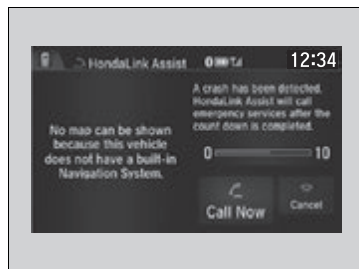 HondaLink Assist
12:34
No map can be shown
because this vehicle
does not have a built-in
Navigation System.
A crash has been detected.
HondaLink Assist will call
emergency services after the
count down is completed.
0 10
Call Now
Cancel